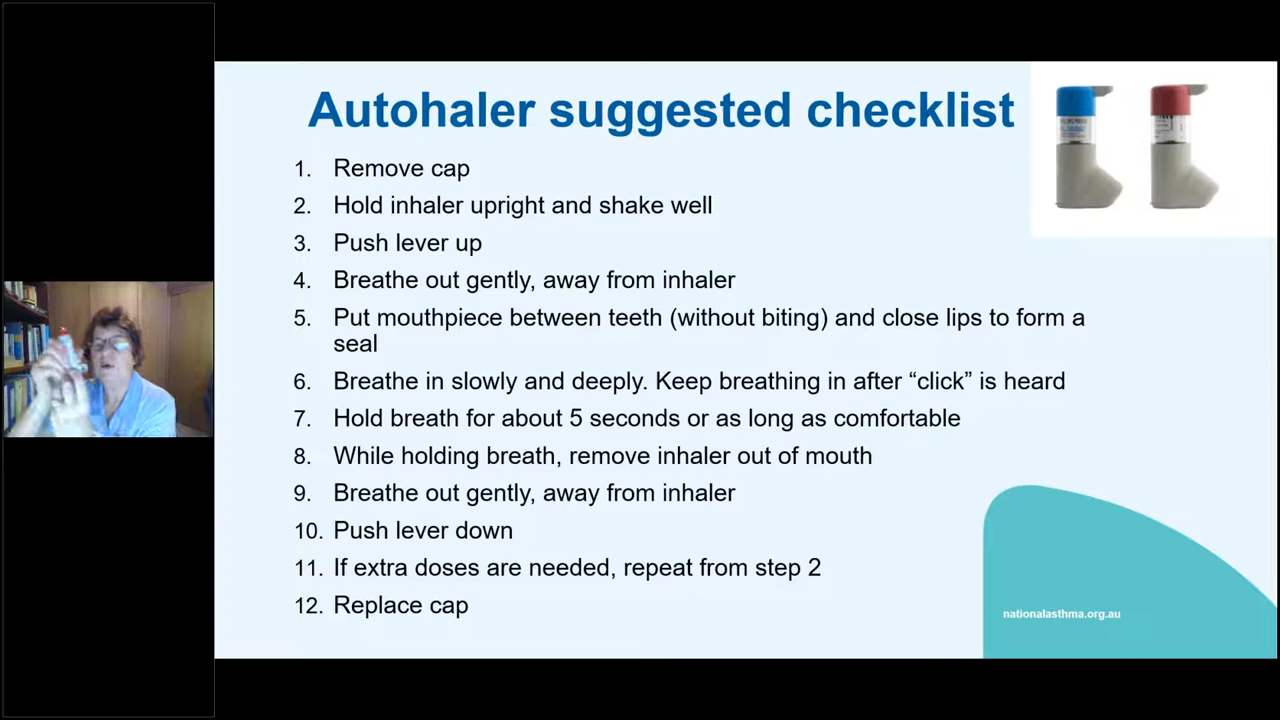 Autohaler suggested checklist
1. Remove cap
2. Hold inhaler upright and shake well
3. Push lever up
4. Breathe out gently, away from inhaler
5. Put mouthpiece between teeth (without biting) and close lips to form a
seal
6. Breathe in slowly and deeply. Keep breathing in after “click” is heard
7. Hold breath for about 5 seconds or as long as comfortable
8. While holding breath, remove inhaler out of mouth
9. Breathe out gently, away from inhaler
10. Push lever down
11. If extra doses are needed, repeat from step 2
12. Replace cap
nationalasthma.org.au